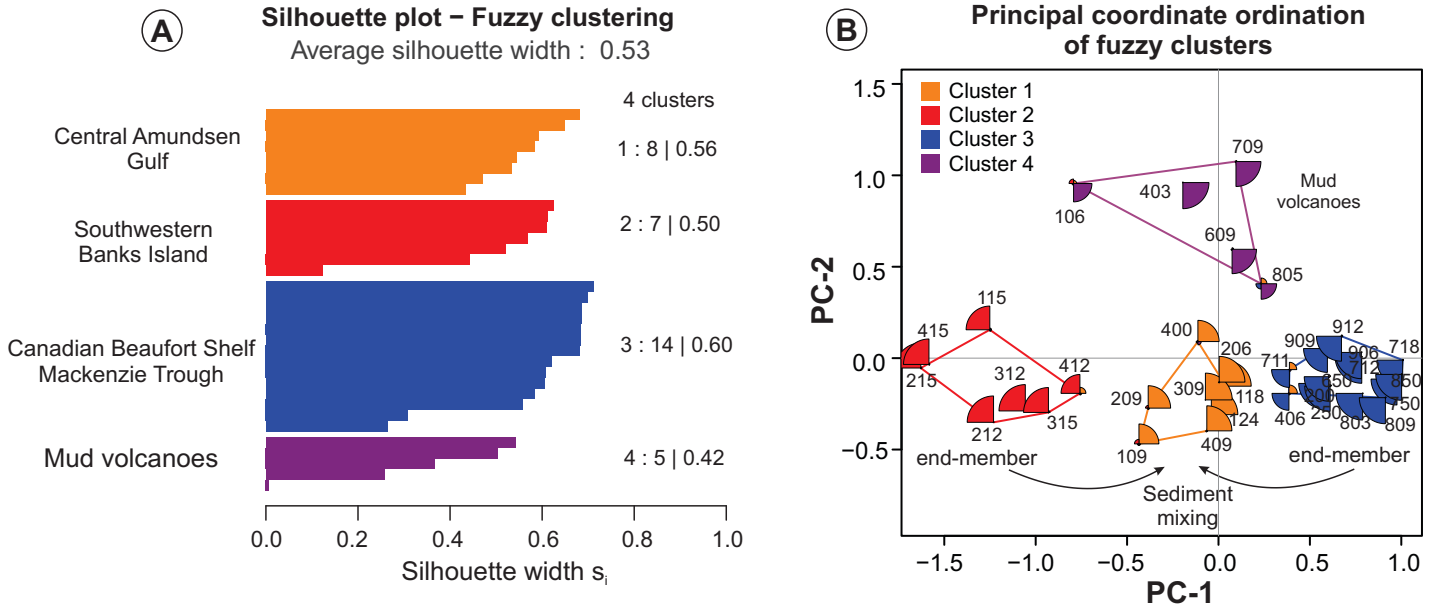 A
Silhouette plot – Fuzzy clustering
Average silhouette width : 0.53
4 clusters
Central Amundsen
Gulf
1 : 8 | 0.56
Southwestern
Banks Island
2 : 7 | 0.50
Canadian Beaufort Shelf
Mackenzie Trough
3 : 14 | 0.60
Mud volcanoes
4 : 5 | 0.42
0.0 0.2 0.4 0.6 0.8 1.0
Silhouette width si
B
Principal coordinate ordination
of fuzzy clusters
Cluster 1
Cluster 2
Cluster 3
Cluster 4
1.5
1.0
0.5
0.0
−0.5
PC-2
709
403
106
Mud
volcanoes
609
805
115
415
215
312
412
212
315
400
206
209
309
118
124
109
409
909
912
711
906
712
718
650
200
250
850
750
406
803
809
end-member
end-member
Sediment
mixing
−1.5 −1.0 −0.5 0.0 0.5 1.0
PC-1